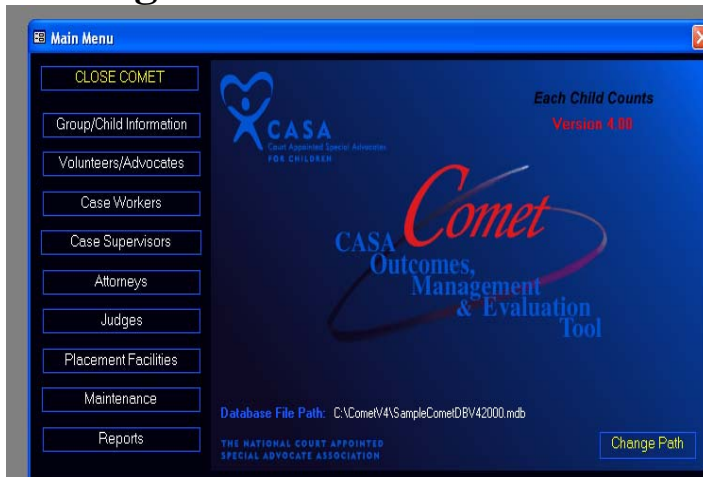 Main Menu
CLOSE COMET
Group/Child Information
Volunteers/Advocates
Case Workers
Case Supervisors
Attorneys
Judges
Placement Facilities
Maintenance
Reports
CASA
Court Appointed Special Advocates
FOR CHILDREN
Each Child Counts
Version 4.00
Comet
CASA
Outcomes,
Management
& Evaluation
Tool
Database File Path: C:\CometV4\SampleCometDBV42000.mdb
THE NATIONAL COURT APPOINTED
SPECIAL ADVOCATE ASSOCIATION
Change Path